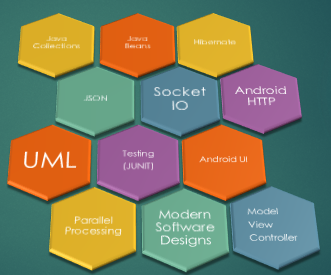 Java
Collections
Java
Beans
Hibernate
JSON
Socket
IO
Android
HTTP
UML
Testing
(JUNIT)
Android UI
Parallel
Processing
Modern
Software
Designs
Model
View
Controller